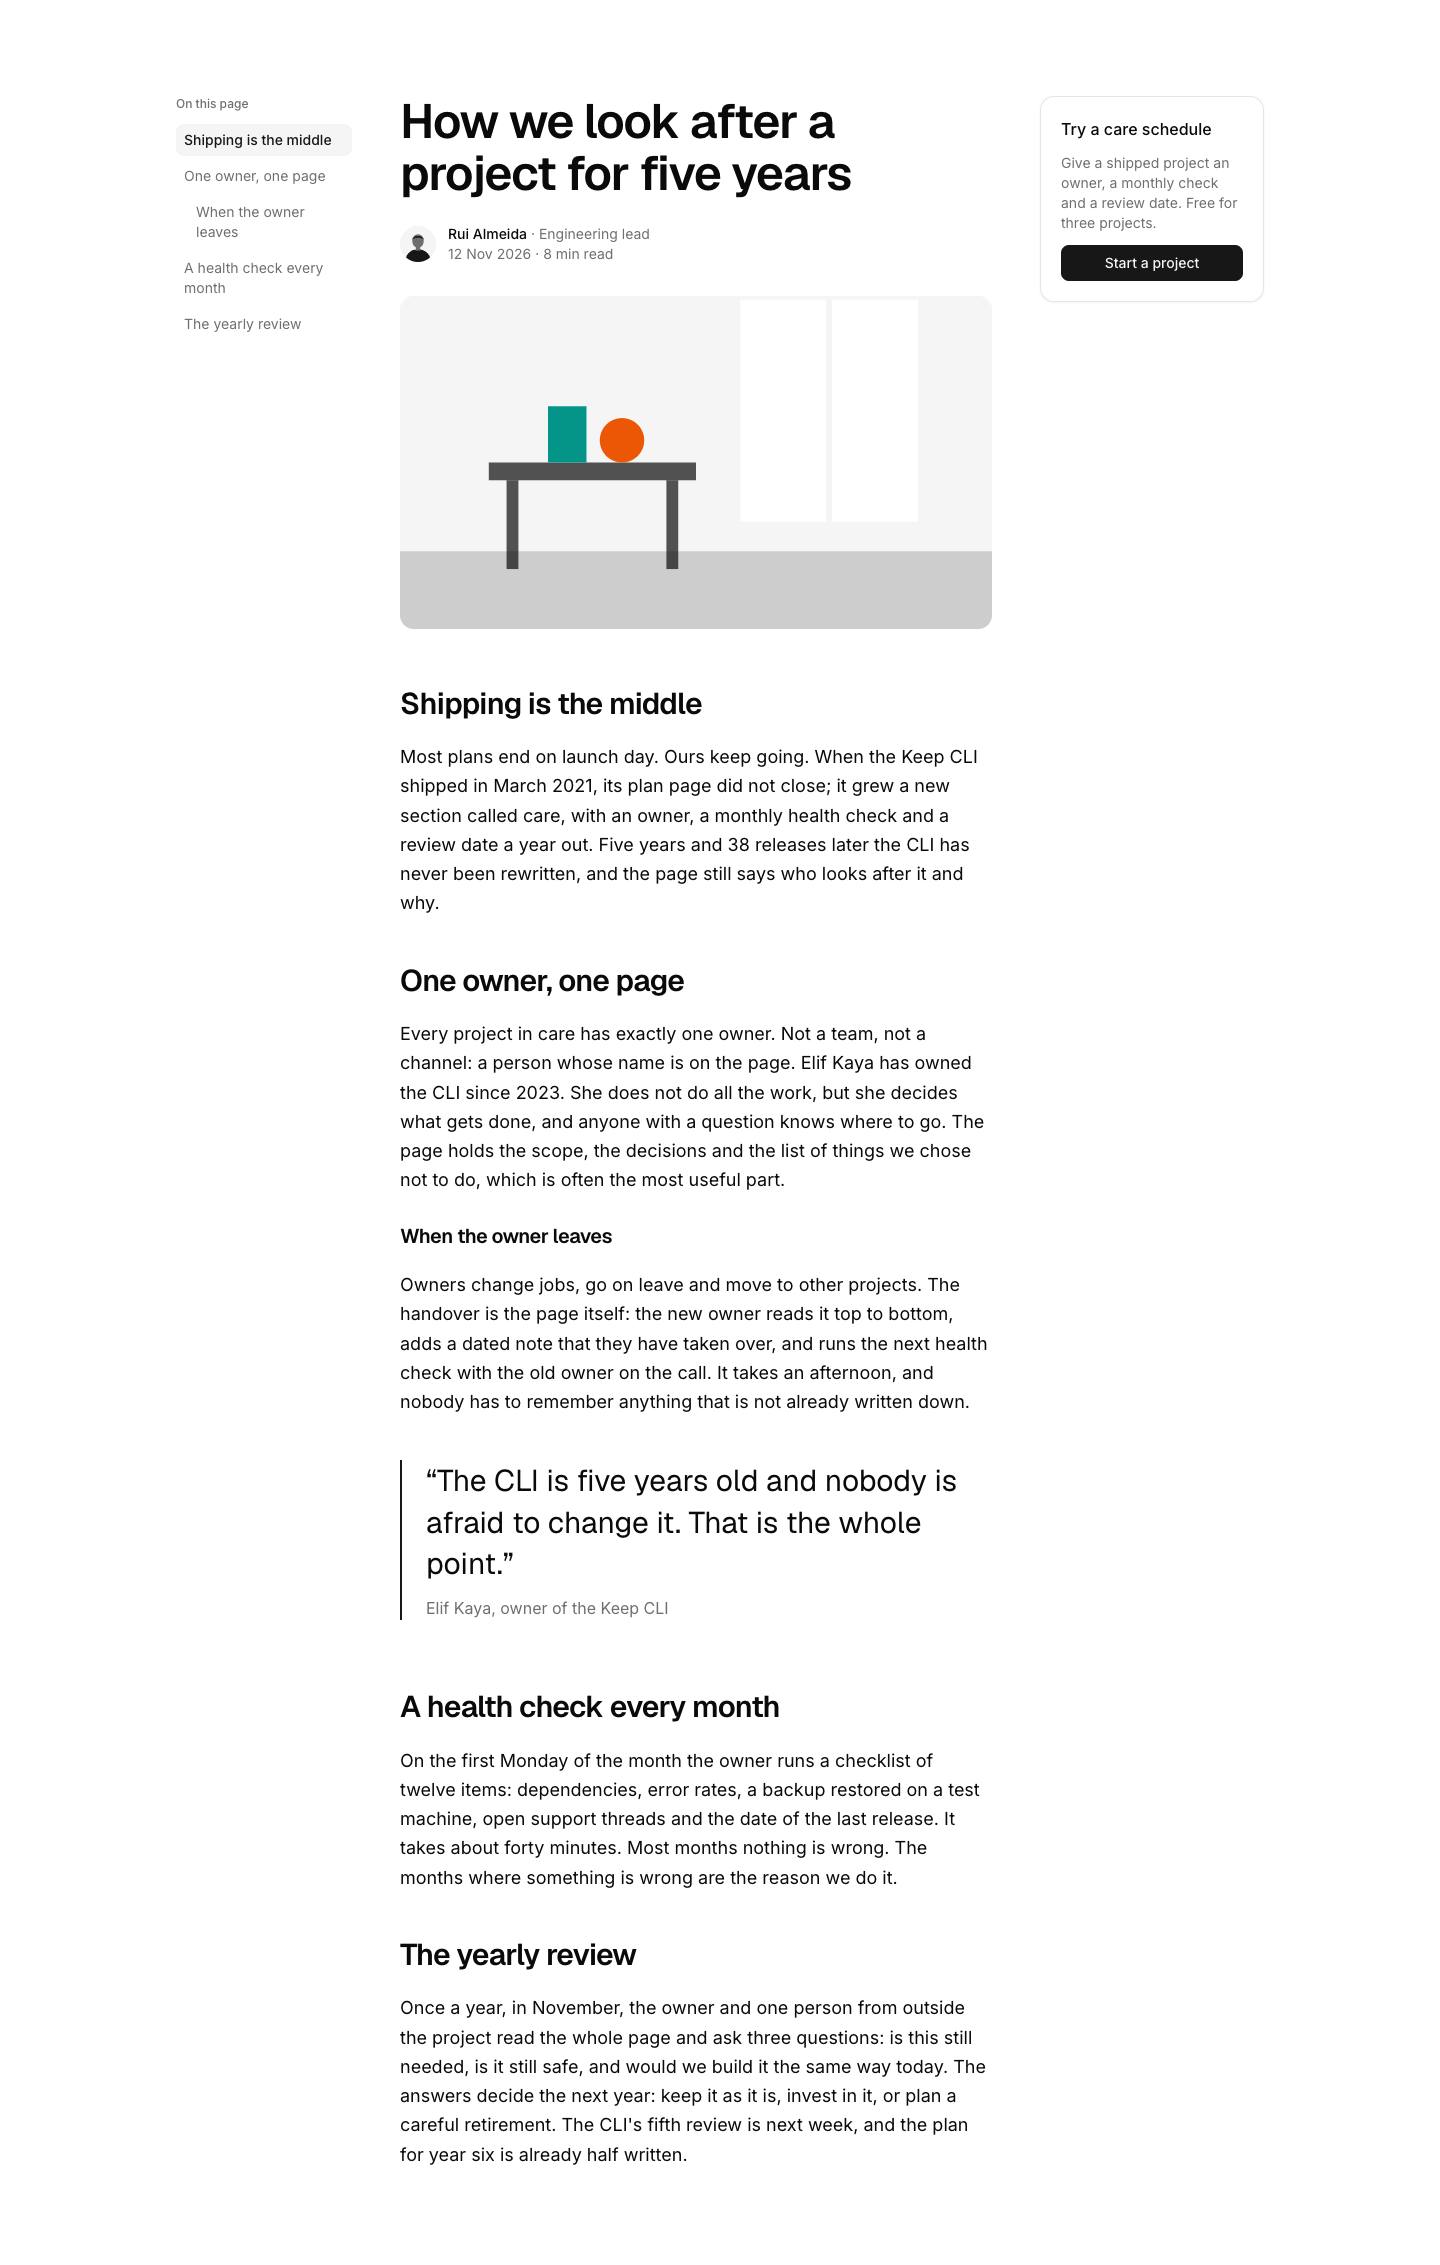 On this page
Shipping is the middle
One owner, one page
When the owner
leaves
A health check every
month
The yearly review
How we look after a
project for five years
Rui Almeida · Engineering lead
12 Nov 2026 · 8 min read
Try a care schedule
Give a shipped project an
owner, a monthly check
and a review date. Free for
three projects.
Start a project
Shipping is the middle
Most plans end on launch day. Ours keep going. When the Keep CLI
shipped in March 2021, its plan page did not close; it grew a new
section called care, with an owner, a monthly health check and a
review date a year out. Five years and 38 releases later the CLI has
never been rewritten, and the page still says who looks after it and
why.
One owner, one page
Every project in care has exactly one owner. Not a team, not a
channel: a person whose name is on the page. Elif Kaya has owned
the CLI since 2023. She does not do all the work, but she decides
what gets done, and anyone with a question knows where to go. The
page holds the scope, the decisions and the list of things we chose
not to do, which is often the most useful part.
When the owner leaves
Owners change jobs, go on leave and move to other projects. The
handover is the page itself: the new owner reads it top to bottom,
adds a dated note that they have taken over, and runs the next health
check with the old owner on the call. It takes an afternoon, and
nobody has to remember anything that is not already written down.
“The CLI is five years old and nobody is
afraid to change it. That is the whole
point.”
Elif Kaya, owner of the Keep CLI
A health check every month
On the first Monday of the month the owner runs a checklist of
twelve items: dependencies, error rates, a backup restored on a test
machine, open support threads and the date of the last release. It
takes about forty minutes. Most months nothing is wrong. The
months where something is wrong are the reason we do it.
The yearly review
Once a year, in November, the owner and one person from outside
the project read the whole page and ask three questions: is this still
needed, is it still safe, and would we build it the same way today. The
answers decide the next year: keep it as it is, invest in it, or plan a
careful retirement. The CLI's fifth review is next week, and the plan
for year six is already half written.